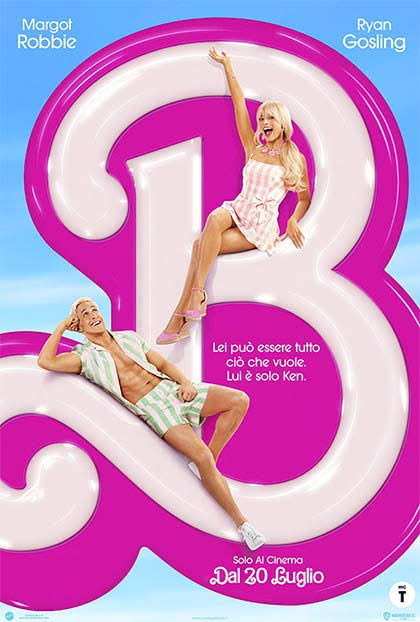 Margot
Robbie
Ryan
Gosling
B
Lei può essere tutto
ciò che vuole.
Lui è solo Ken.
Solo Al Cinema
Dal 20 Luglio
T